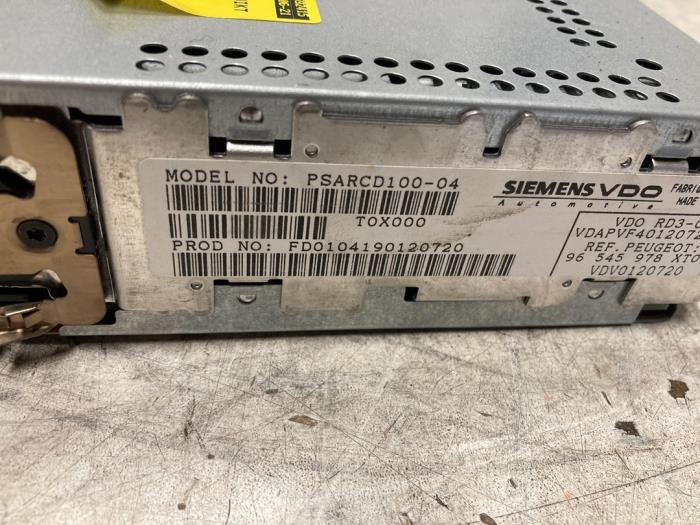 MODEL NO: PSARCD100-04
T0X000
PROD NO: FD0104190120720
SIEMENS VDO
Automotive
MADE
VDO RD3-0
REF. PEUGEOT:
96 545 978 XT0
VDV0120720